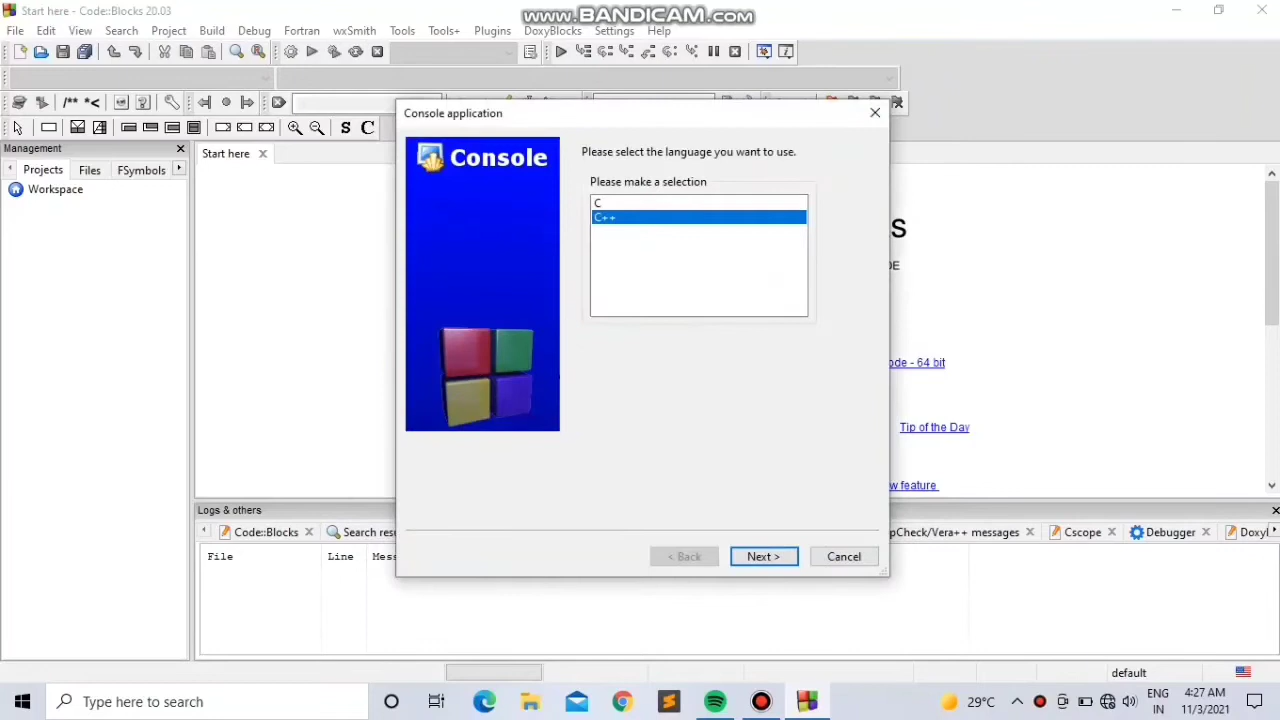 Start here - Code::Blocks 20.03
www.BANDICAM.com
File Edit View Search Project Build Debug Fortran wxSmith Tools Tools+ Plugins DoxyBlocks Settings Help
/** *<
S C
Management
Projects Files FSymbols
Workspace
Start here
Console application
Console
Please select the language you want to use.
Please make a selection
C
C++
< Back Next > Cancel
S
DE
ode - 64 bit
Tip of the Day
w feature
Logs & others
Code::Blocks Search resu pCheck/Vera++ messages Cscope Debugger Doxyl
File Line Mess
default
Type here to search
29°C
ENG
IN
4:27 AM
11/3/2021